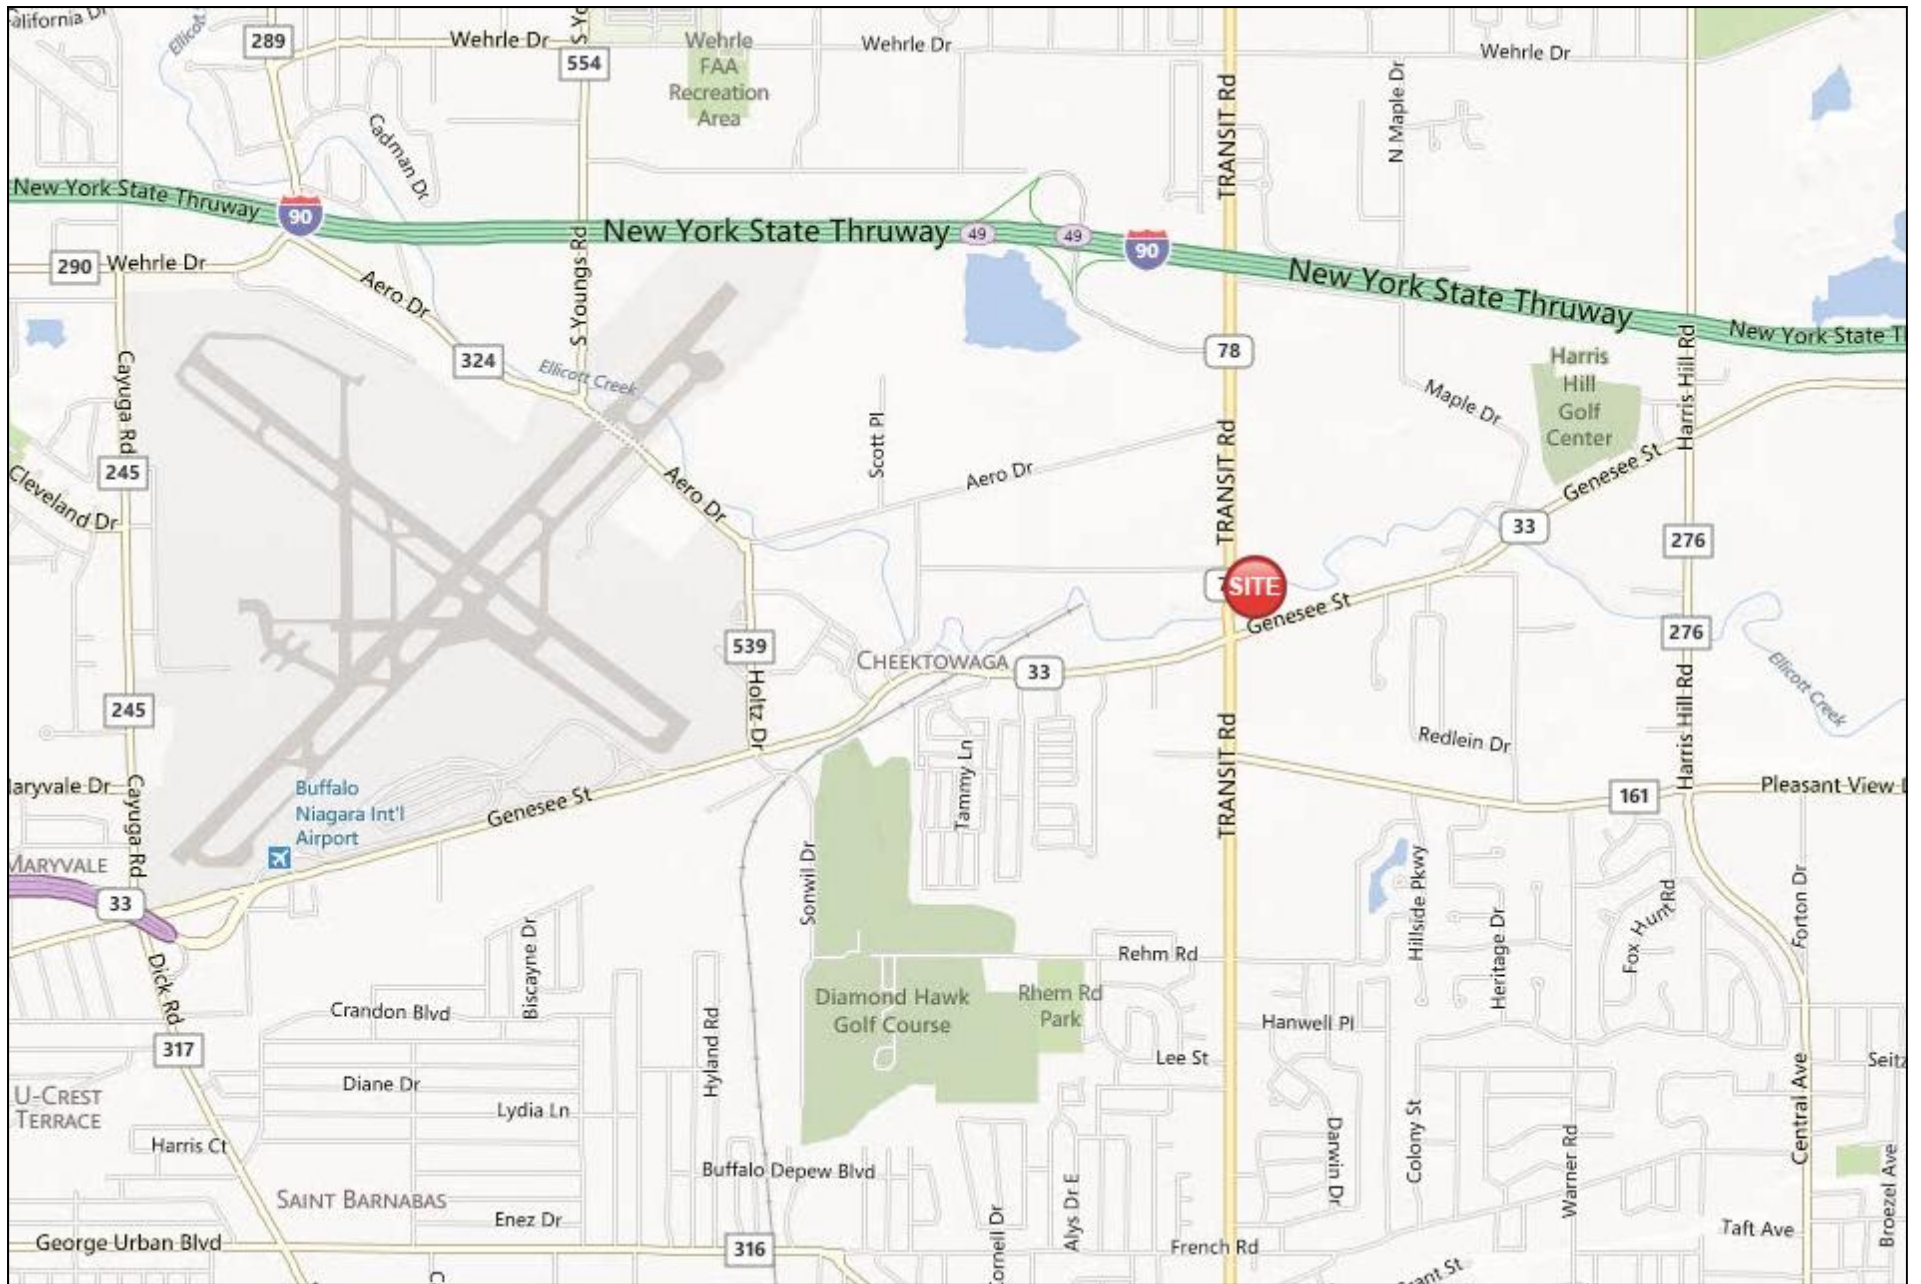 California Dr
Ellicot
289
Wehrle Dr
S Yo
554
Wehrle
FAA
Recreation
Area
Wehrle Dr
TRANSIT Rd
N Maple Dr
Wehrle Dr
Cadman Dr
New York State Thruway
90
New York State Thruway
49
49
90
New York State Thruway
New York State T
290
Wehrle Dr
Aero Dr
S Youngs Rd
324
Ellicott Creek
78
Harris
Hill
Golf
Center
Harris Hill Rd
Maple Dr
Cayuga Rd
245
Cleveland Dr
Scott Pl
Aero Dr
Aero Dr
TRANSIT Rd
Genesee St
33
276
SITE
Genesee St
276
539
CHEEKTOWAGA
33
Ellicott Creek
245
Holtz Dr
Tammy Ln
TRANSIT Rd
Redlein Dr
Harris Hill Rd
161
Pleasant View
aryvale Dr
Cayuga Rd
Buffalo
Niagara Int'l
Airport
Genesee St
MARYVALE
33
Sonwil Dr
Hillside Pkwy
Heritage Dr
Fox Hunt Rd
Forton Dr
Dick Rd
Biscayne Dr
Rehm Rd
Crandon Blvd
Diamond Hawk
Golf Course
Rhem Rd
Park
Hanwell Pl
317
Hyland Rd
Lee St
Seitz
U-CREST
TERRACE
Diane Dr
Lydia Ln
Central Ave
Harris Ct
Buffalo Depew Blvd
Darwin Dr
Colony St
Warner Rd
Broezel Ave
SAINT BARNABAS
Enez Dr
Alys Dr E
ornell Dr
Taft Ave
George Urban Blvd
316
French Rd
rant St